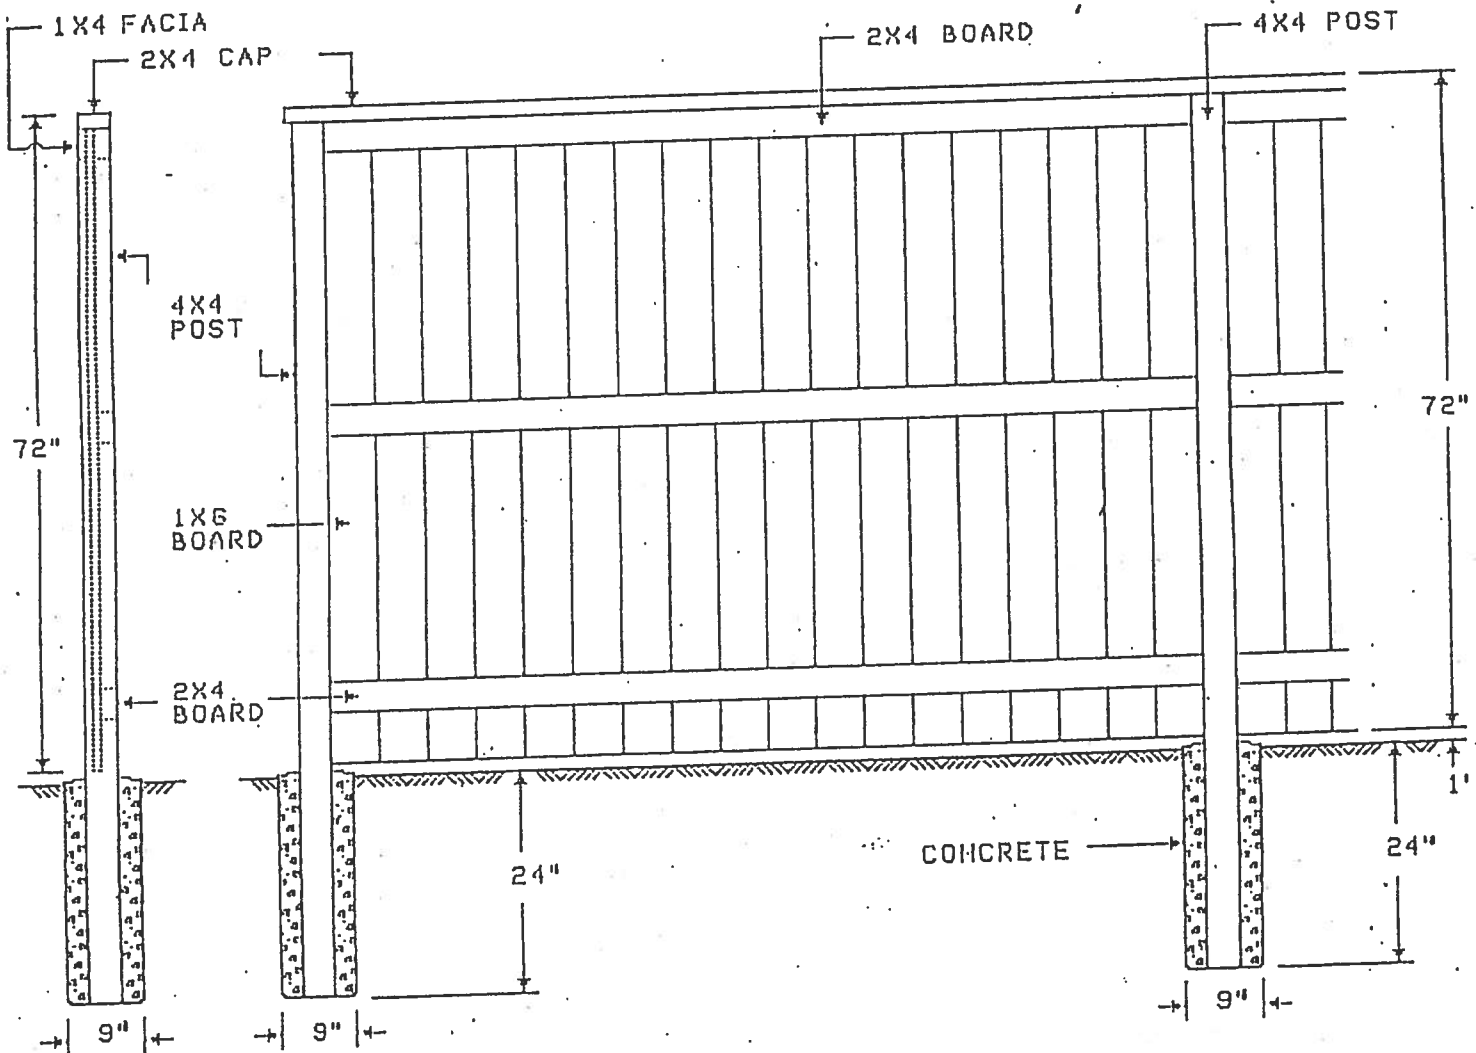 1X4 FACIA
2X4 CAP
2X4 BOARD
4X4 POST
4X4
POST
72"
72"
1X6
BOARD
2X4
BOARD
24"
CONCRETE
24"
1"
9"
9"
9"